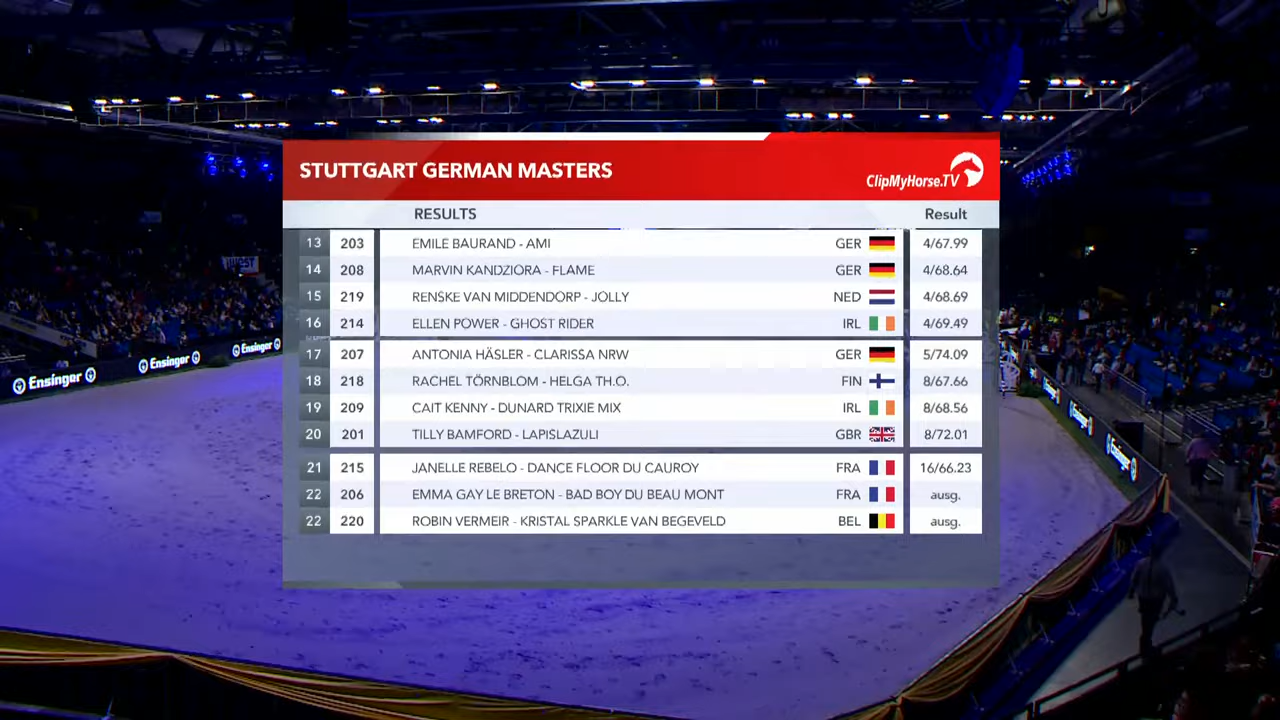 STUTTGART GERMAN MASTERS
ClipMyHorse.TV
RESULTS Result
13 203 EMILE BAURAND - AMI GER 4/67.99
14 208 MARVIN KANDZIORA - FLAME GER 4/68.64
15 219 RENSKE VAN MIDDENDORP - JOLLY NED 4/68.69
16 214 ELLEN POWER - GHOST RIDER IRL 4/69.49
17 207 ANTONIA HÄSLER - CLARISSA NRW GER 5/74.09
18 218 RACHEL TÖRNBLOM - HELGA TH.O. FIN 8/67.66
19 209 CAIT KENNY - DUNARD TRIXIE MIX IRL 8/68.56
20 201 TILLY BAMFORD - LAPISLAZULI GBR 8/72.01
21 215 JANELLE REBELO - DANCE FLOOR DU CAUROY FRA 16/66.23
22 206 EMMA GAY LE BRETON - BAD BOY DU BEAU MONT FRA ausg.
22 220 ROBIN VERMEIR - KRISTAL SPARKLE VAN BEGEVELD BEL ausg.
Ensinger
Ensinger
Ensinger
Ensinger
Ensinger